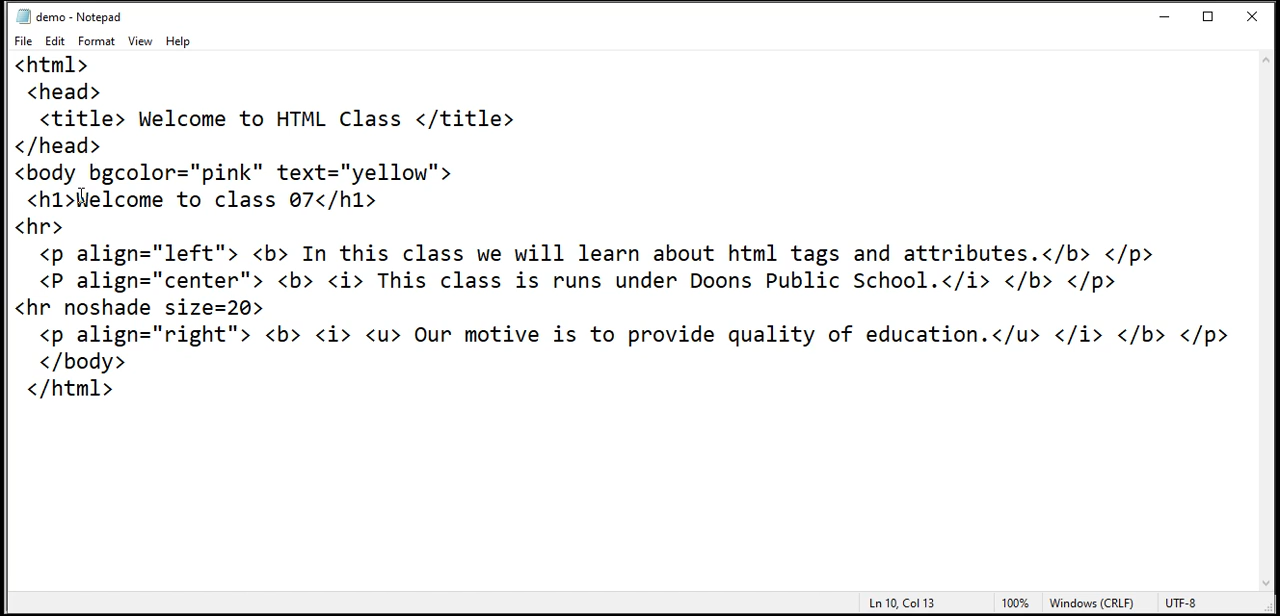 demo - Notepad
File Edit Format View Help
<html>
<head>
<title> Welcome to HTML Class </title>
</head>
<body bgcolor="pink" text="yellow">
<h1>Welcome to class 07</h1>
<hr>
<p align="left"> <b> In this class we will learn about html tags and attributes.</b> </p>
<P align="center"> <b> <i> This class is runs under Doons Public School.</i> </b> </p>
<hr noshade size=20>
<p align="right"> <b> <i> <u> Our motive is to provide quality of education.</u> </i> </b> </p>
</body>
</html>
Ln 10, Col 13 100% Windows (CRLF) UTF-8